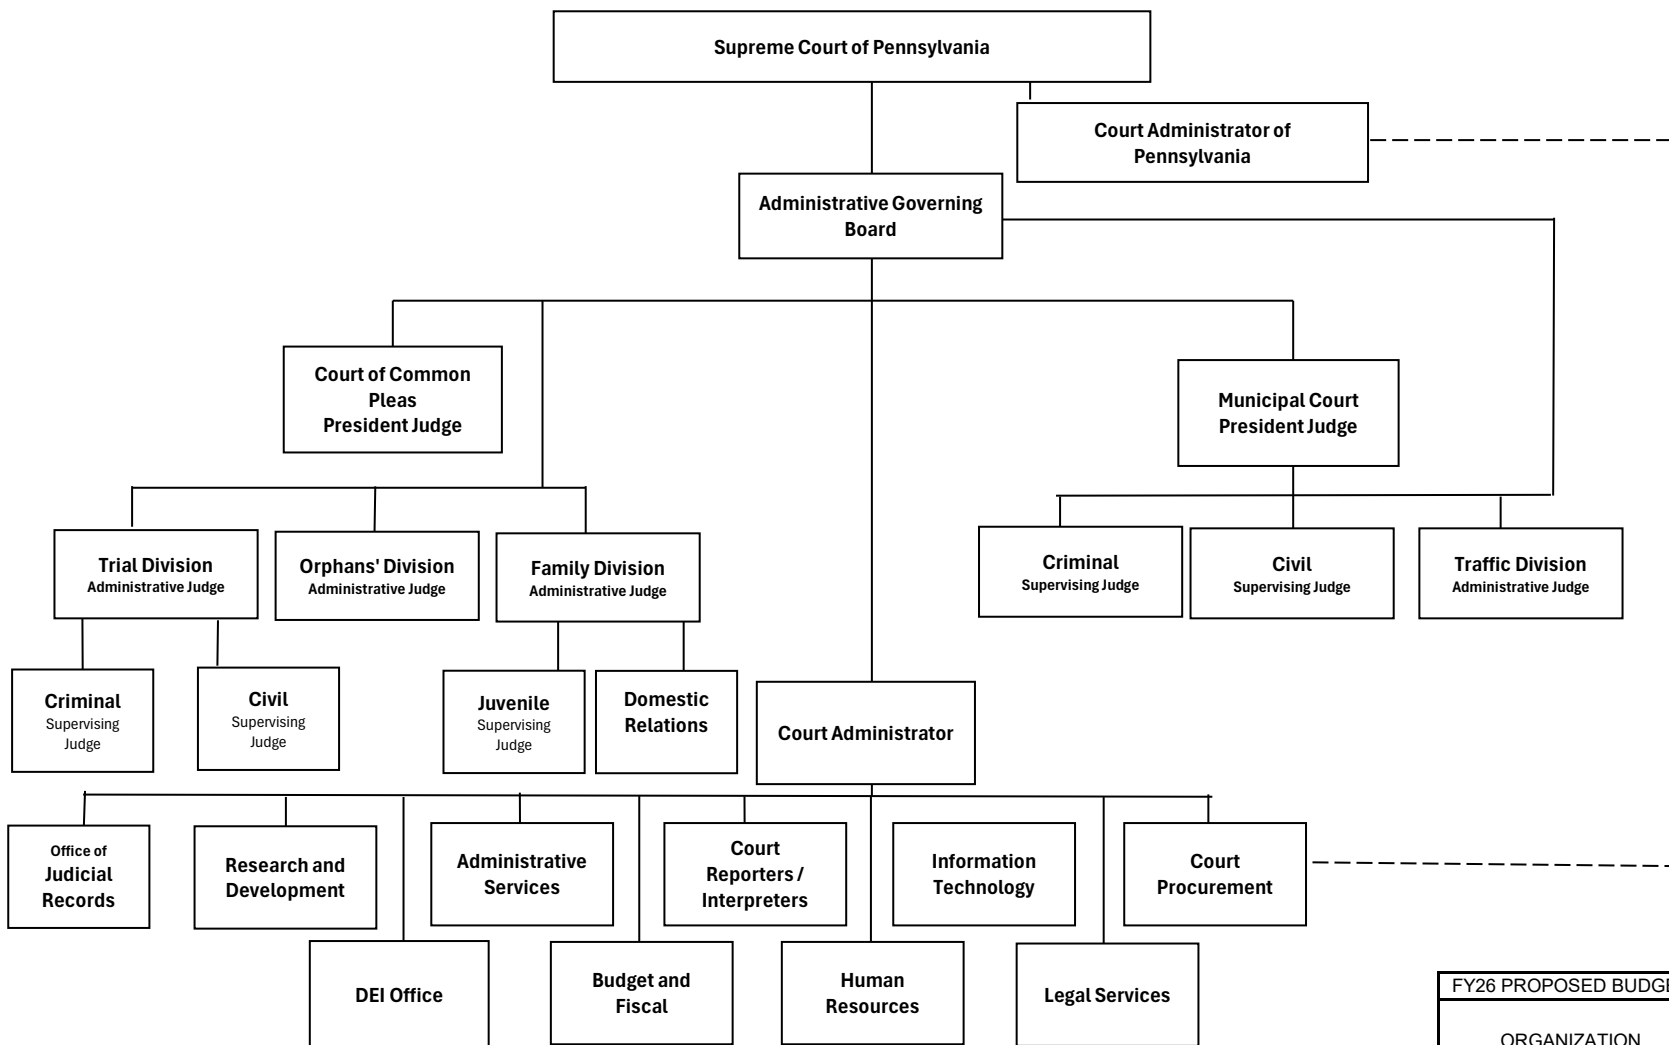 Supreme Court of Pennsylvania
Court Administrator of
Pennsylvania
Administrative Governing
Board
Court of Common
Pleas
President Judge
Municipal Court
President Judge
Trial Division
Administrative Judge
Orphans' Division
Administrative Judge
Family Division
Administrative Judge
Criminal
Supervising Judge
Civil
Supervising Judge
Traffic Division
Administrative Judge
Criminal
Supervising
Judge
Civil
Supervising
Judge
Juvenile
Supervising
Judge
Domestic
Relations
Court Administrator
Office of
Judicial
Records
Research and
Development
Administrative
Services
Court
Reporters /
Interpreters
Information
Technology
Court
Procurement
DEI Office
Budget and
Fiscal
Human
Resources
Legal Services
FY26 PROPOSED BUDGE
ORGANIZATION